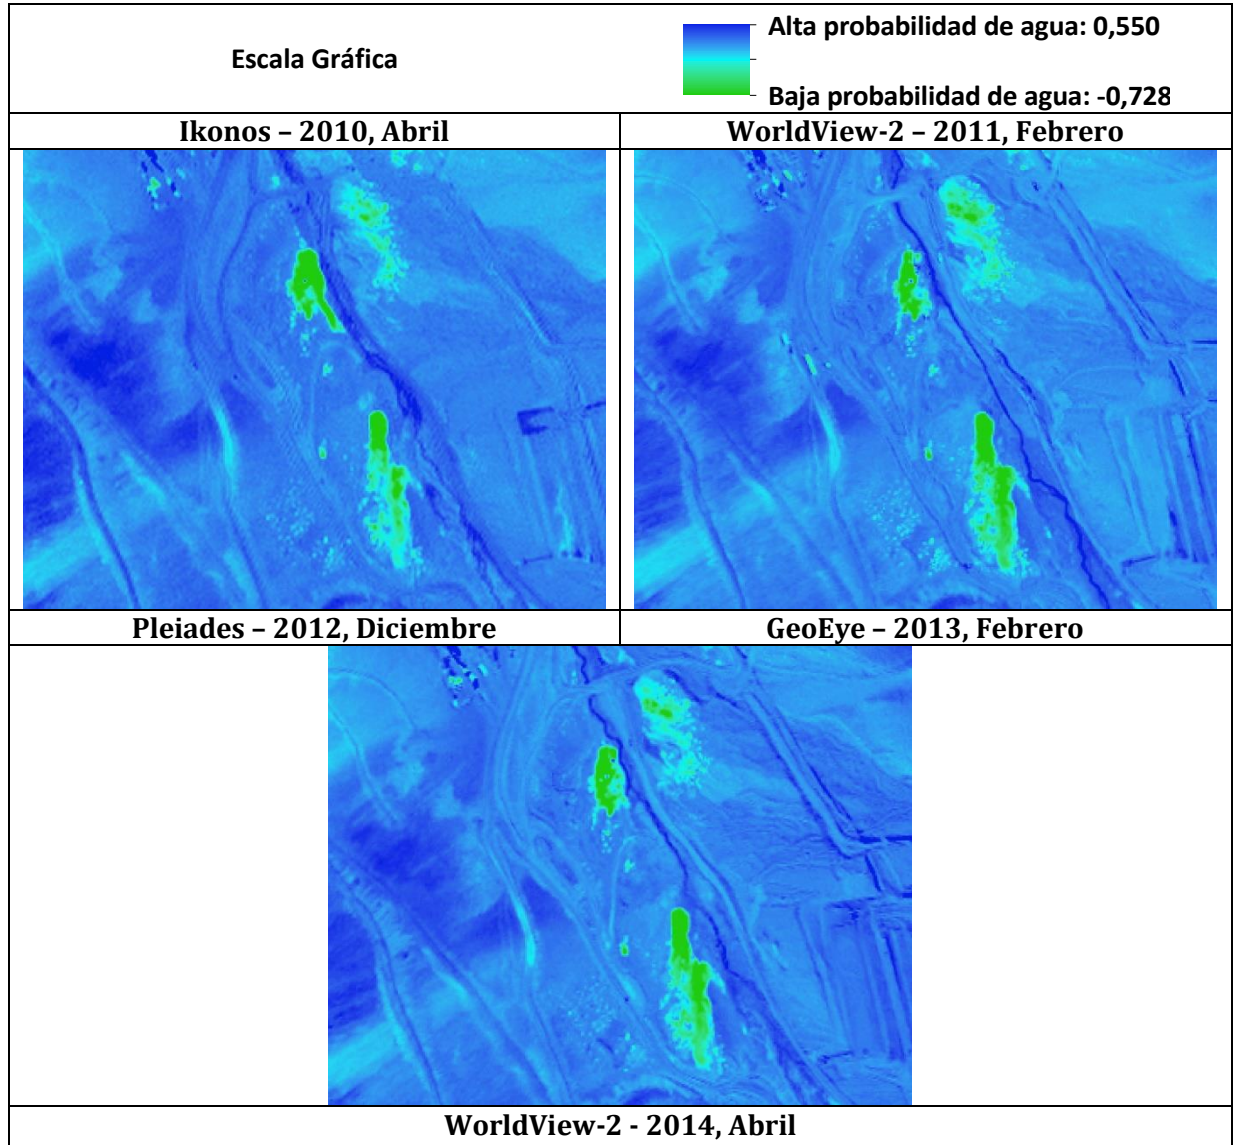 Escala Gráfica
Alta probabilidad de agua: 0,550
Baja probabilidad de agua: -0,728
Ikonos – 2010, Abril
WorldView-2 – 2011, Febrero
Pleiades – 2012, Diciembre
GeoEye – 2013, Febrero
WorldView-2 - 2014, Abril